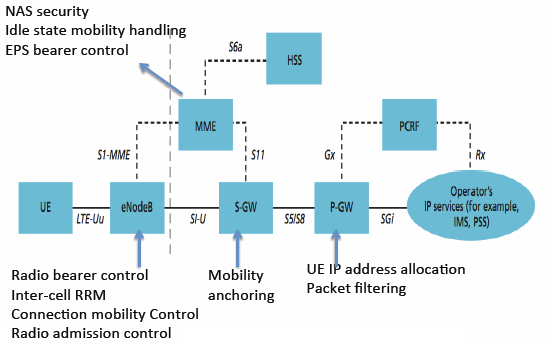 NAS security
Idle state mobility handling
EPS bearer control
S6a
HSS
MME
PCRF
S1-MME
S11
Gx
Rx
UE
LTE-Uu
eNodeB
SI-U
S-GW
S5/S8
P-GW
SGi
Operator's
IP services (for example,
IMS, PSS)
Radio bearer control
Inter-cell RRM
Connection mobility Control
Radio admission control
Mobility
anchoring
UE IP address allocation
Packet filtering